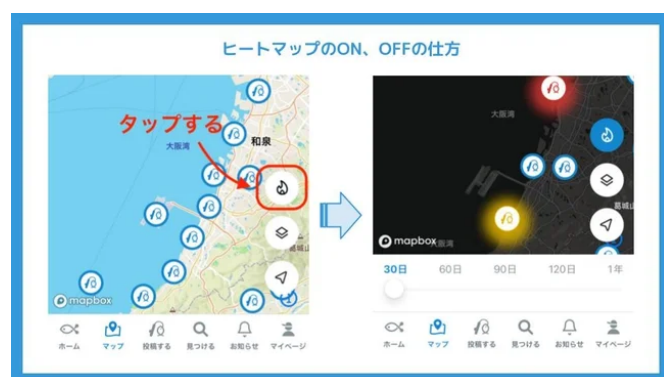 ヒートマップのON、OFFの仕方
タップする
大阪湾
和泉
mapbox
ホーム
マップ
投稿する
見つける
お知らせ
マイページ
大阪湾
葛城山
mapbox
30日
60日
90日
120日
1年
ホーム
マップ
投稿する
見つける
お知らせ
マイページ